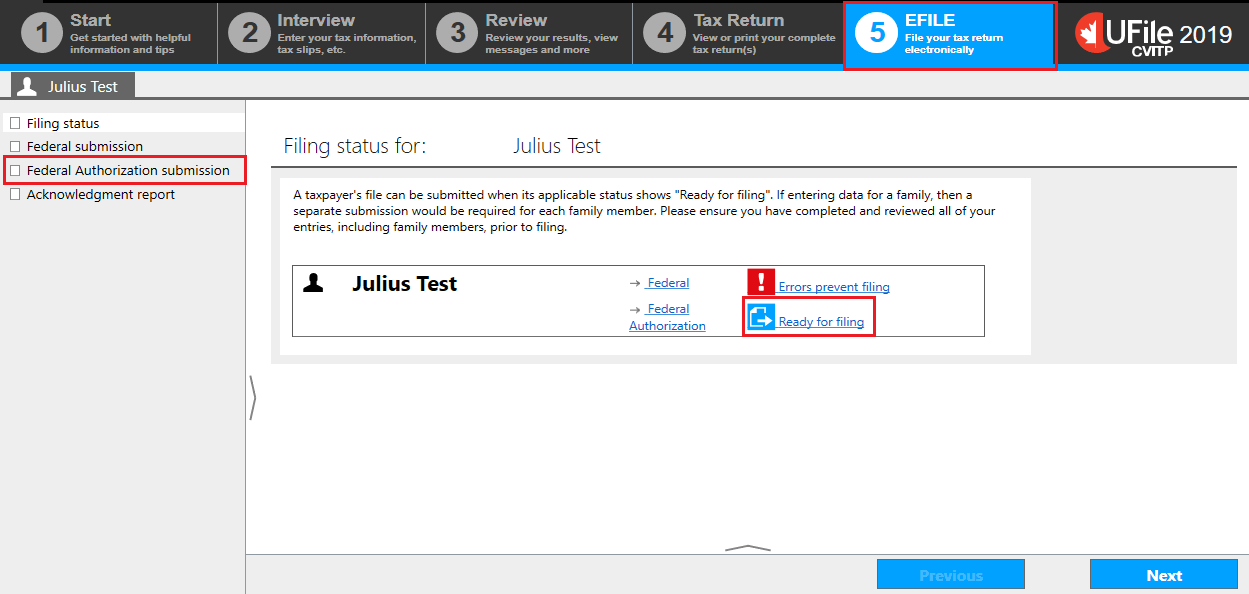 1 Start
Get started with helpful
information and tips
2 Interview
Enter your tax information,
tax slips, etc.
3 Review
Review your results, view
messages and more
4 Tax Return
View or print your complete
tax return(s)
5 EFILE
File your tax return
electronically
UFile 2019
CVITP
Julius Test
Filing status
Federal submission
Federal Authorization submission
Acknowledgment report
Filing status for: Julius Test
A taxpayer's file can be submitted when its applicable status shows "Ready for filing". If entering data for a family, then a
separate submission would be required for each family member. Please ensure you have completed and reviewed all of your
entries, including family members, prior to filing.
Julius Test
→ Federal
! Errors prevent filing
→ Federal
Authorization
Ready for filing
Previous
Next